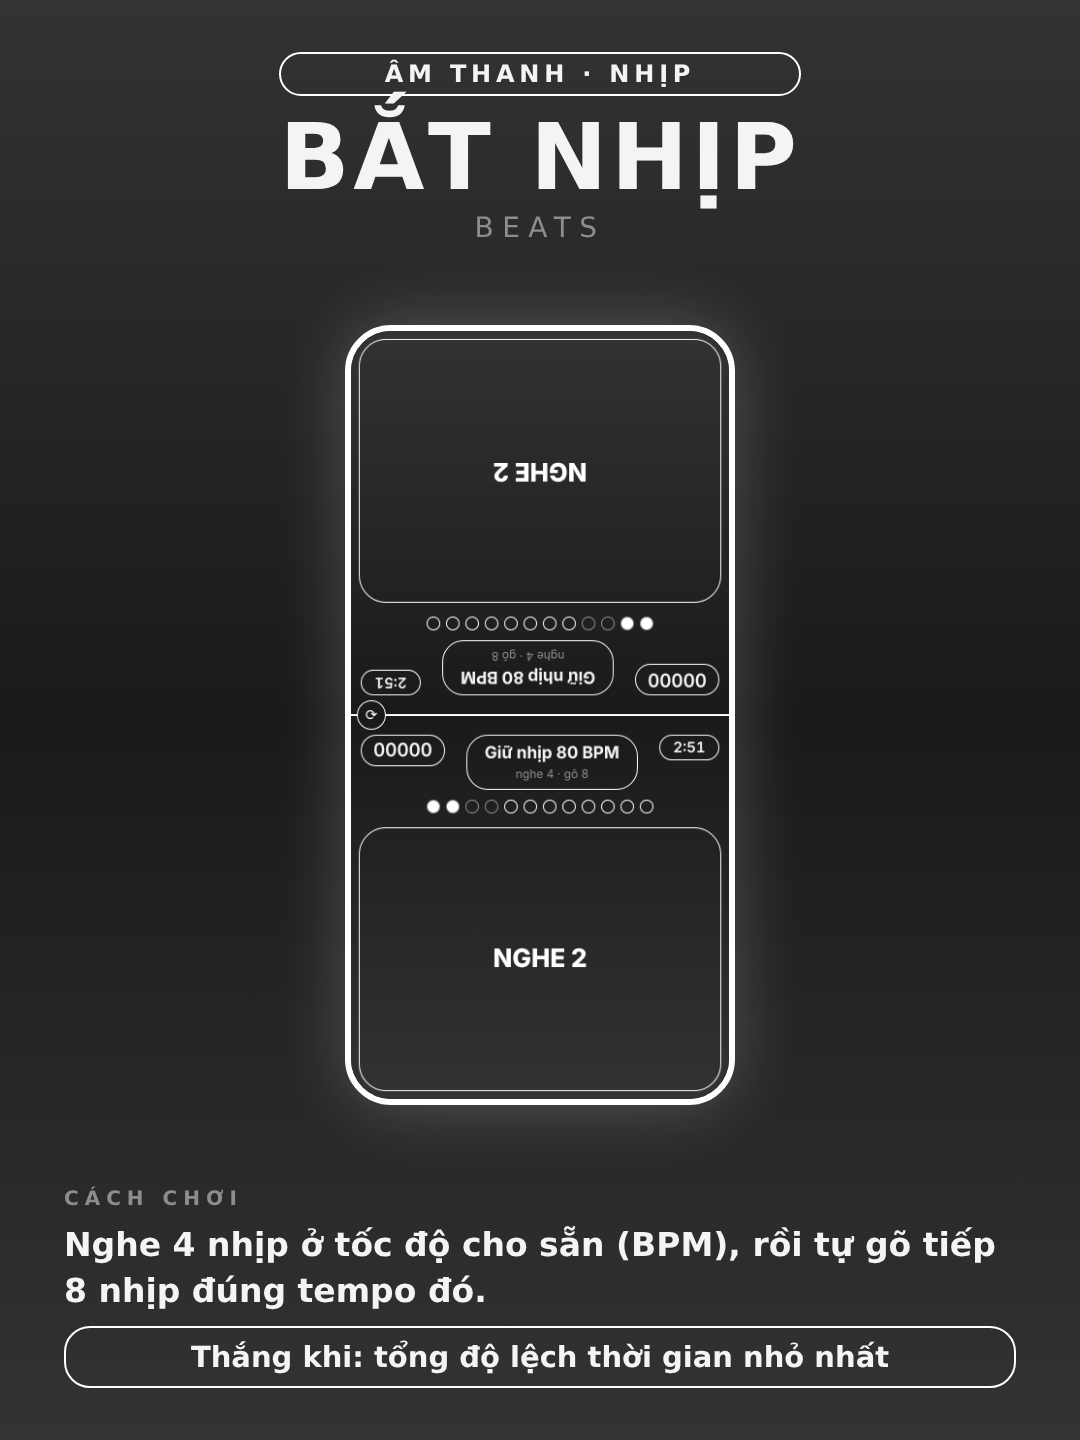 ÂM THANH · NHỊP
BẮT NHỊP
BEATS
NGHE 2
nghe 4 · gõ 8
Giữ nhịp 80 BPM
2:51
00000
⟳
00000
Giữ nhịp 80 BPM
2:51
nghe 4 · gõ 8
NGHE 2
CÁCH CHƠI
Nghe 4 nhịp ở tốc độ cho sẵn (BPM), rồi tự gõ tiếp
8 nhịp đúng tempo đó.
Thắng khi: tổng độ lệch thời gian nhỏ nhất